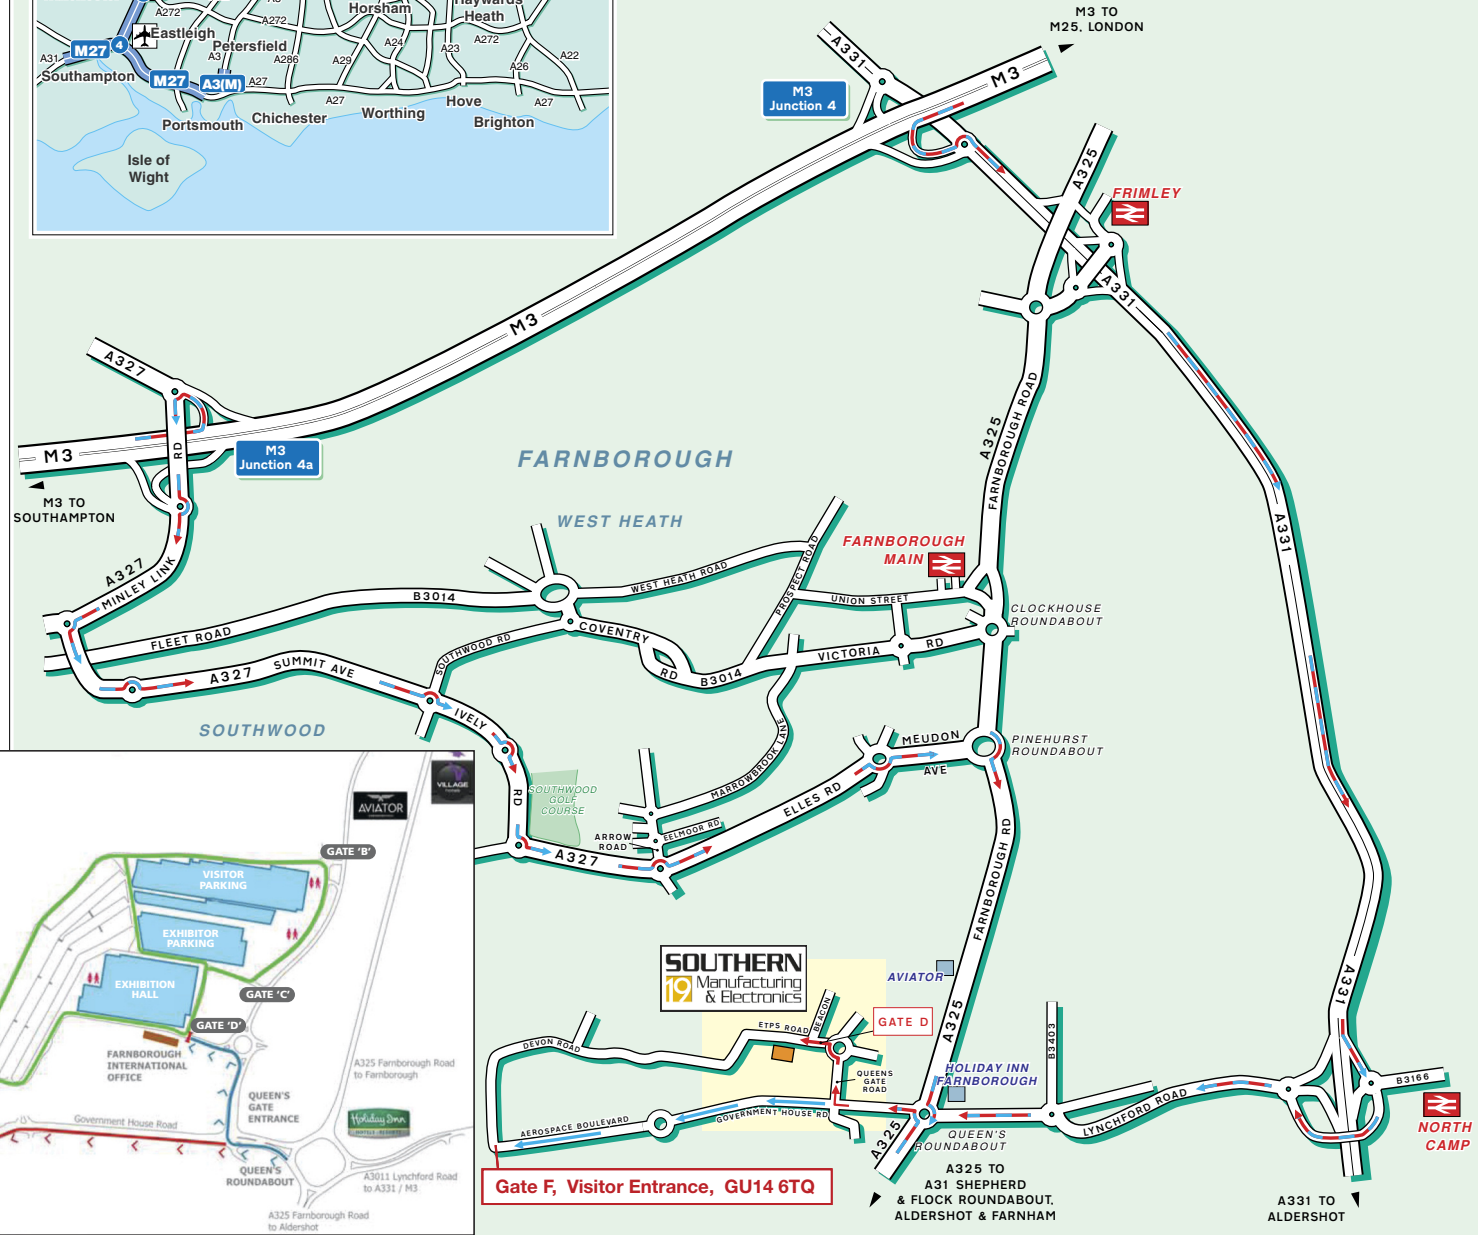 A272
A3
A272
Horsham
Haywards
Heath
Eastleigh
Petersfield
A24
A23
A272
M27
4
A31
A3
A286
A29
A26
A22
Southampton
M27
A3(M)
A27
A27
A27
Portsmouth
Chichester
Worthing
Hove
Brighton
Isle of
Wight
M3 TO
M25, LONDON
A331
M3
M3
Junction 4
A325
FRIMLEY
A331
M3
A327
RD
M3
M3
Junction 4a
M3 TO
SOUTHAMPTON
FARNBOROUGH
WEST HEATH
A325
FARNBOROUGH ROAD
A331
FARNBOROUGH
MAIN
A327
MINLEY LINK
B3014
WEST HEATH ROAD
PROSPECT ROAD
UNION STREET
CLOCKHOUSE
ROUNDABOUT
FLEET ROAD
COVENTRY
RD
B3014
VICTORIA
RD
SOUTHWOOD RD
A327
SUMMIT AVE
IVELY
RD
SOUTHWOOD
MARROWBROOK LANE
MEUDON
AVE
PINEHURST
ROUNDABOUT
SOUTHWOOD
GOLF
COURSE
ELLES RD
EELMOOR RD
ARROW
ROAD
A327
FARNBOROUGH RD
VILLAGE
AVIATOR
GATE 'B'
VISITOR
PARKING
EXHIBITOR
PARKING
EXHIBITION
HALL
GATE 'C'
GATE 'D'
FARNBOROUGH
INTERNATIONAL
OFFICE
A325 Farnborough Road
to Farnborough
QUEEN'S
GATE
ENTRANCE
Government House Road
Holiday Inn
QUEEN'S
ROUNDABOUT
A3011 Lynchford Road
to A331 / M3
A325 Farnborough Road
to Aldershot
SOUTHERN
19 Manufacturing
& Electronics
AVIATOR
A325
A331
BEACON
ETPS ROAD
GATE D
DEVON ROAD
QUEENS
GATE
ROAD
B3403
HOLIDAY INN
FARNBOROUGH
GOVERNMENT HOUSE RD
AEROSPACE BOULEVARD
LYNCHFORD ROAD
B3166
NORTH
CAMP
A325
QUEEN'S
ROUNDABOUT
Gate F, Visitor Entrance, GU14 6TQ
A325 TO
A31 SHEPHERD
& FLOCK ROUNDABOUT,
ALDERSHOT & FARNHAM
A331 TO
ALDERSHOT